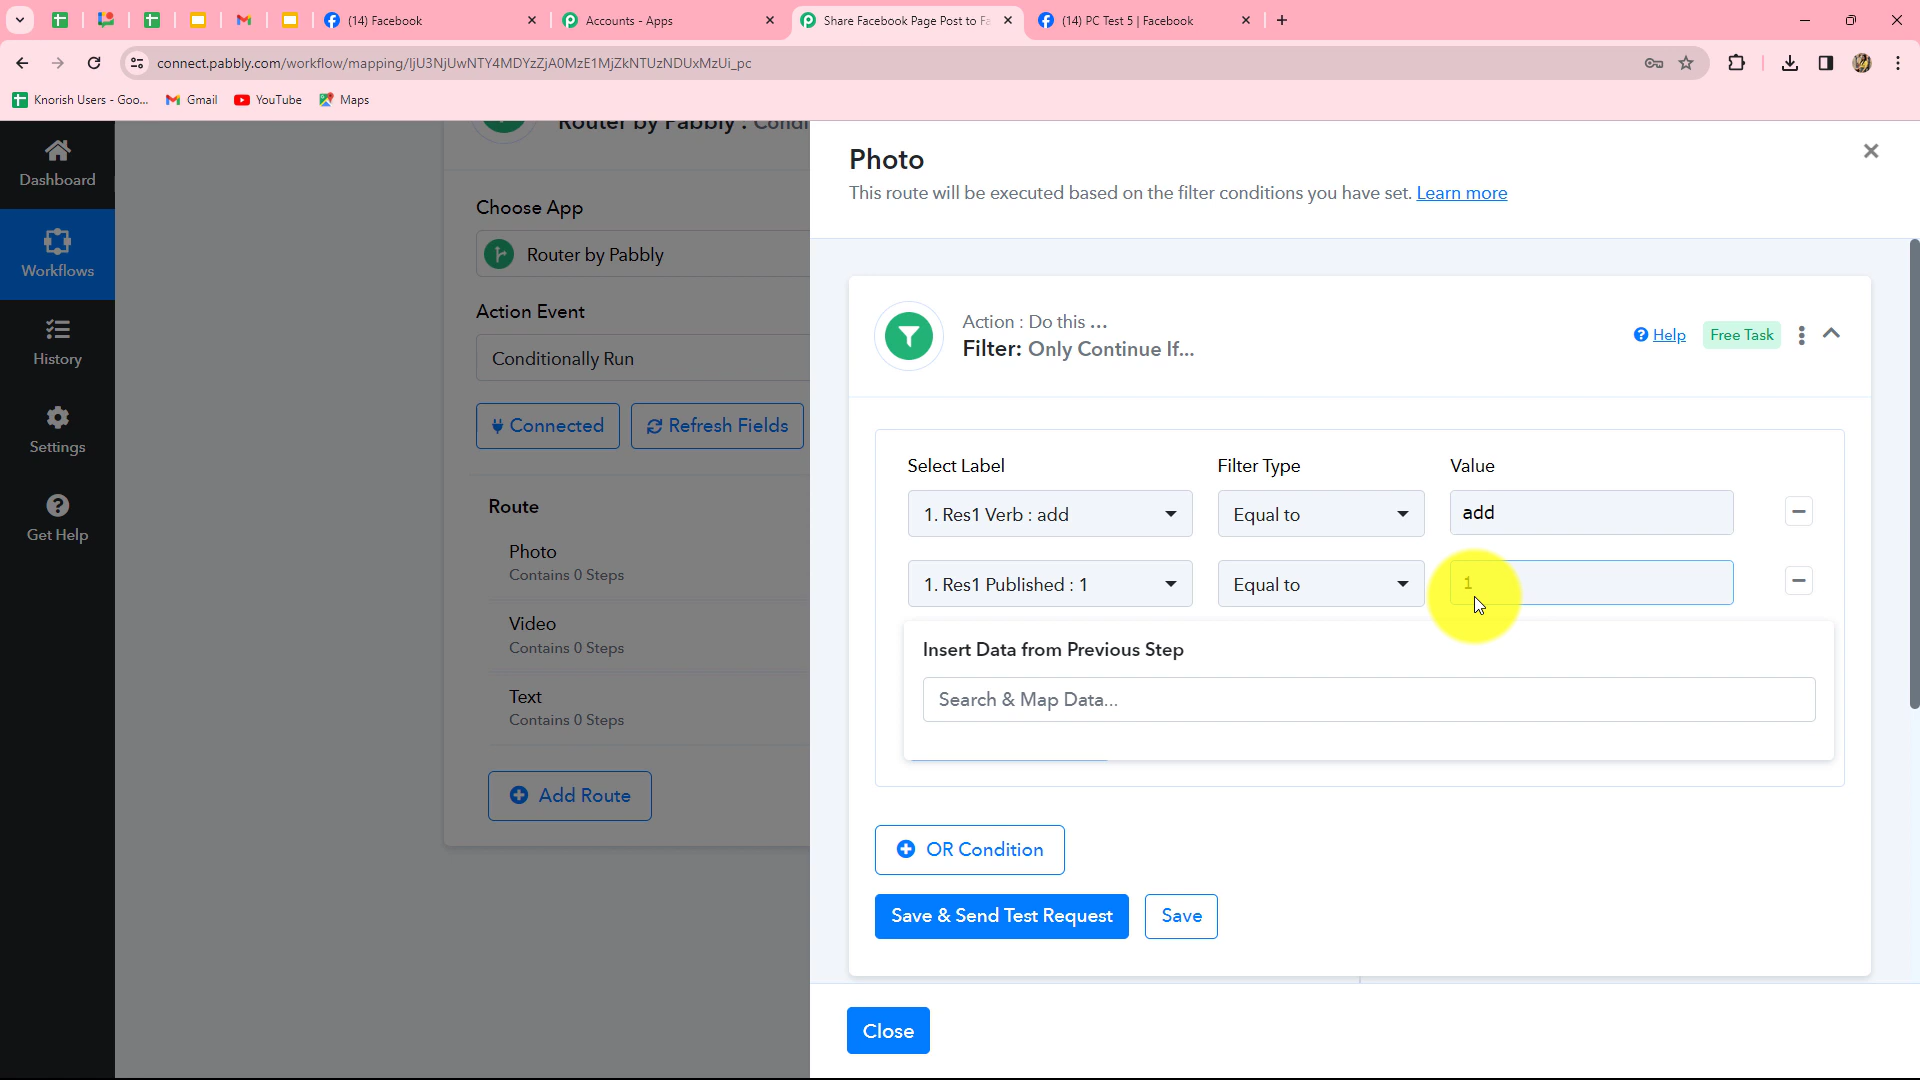 (14) Facebook
Accounts - Apps
Share Facebook Page Post to Fa
(14) PC Test 5 | Facebook
connect.pabbly.com/workflow/mapping/IjU3NjUwNTY4MDYzZjA0MzE1MjZkNTUzNDUxMzUi_pc
Knorish Users - Goo...
Gmail
YouTube
Maps
Dashboard
Workflows
History
Settings
Get Help
Router by Pabbly :
Choose App
Router by Pabbly
Action Event
Conditionally Run
Connected
Refresh Fields
Route
Photo
Contains 0 Steps
Video
Contains 0 Steps
Text
Contains 0 Steps
Add Route
Photo
This route will be executed based on the filter conditions you have set. Learn more
Action : Do this ...
Filter: Only Continue If...
Help
Free Task
Select Label
Filter Type
Value
1. Res1 Verb : add
Equal to
add
1. Res1 Published : 1
Equal to
1
Insert Data from Previous Step
Search & Map Data...
OR Condition
Save & Send Test Request
Save
Close